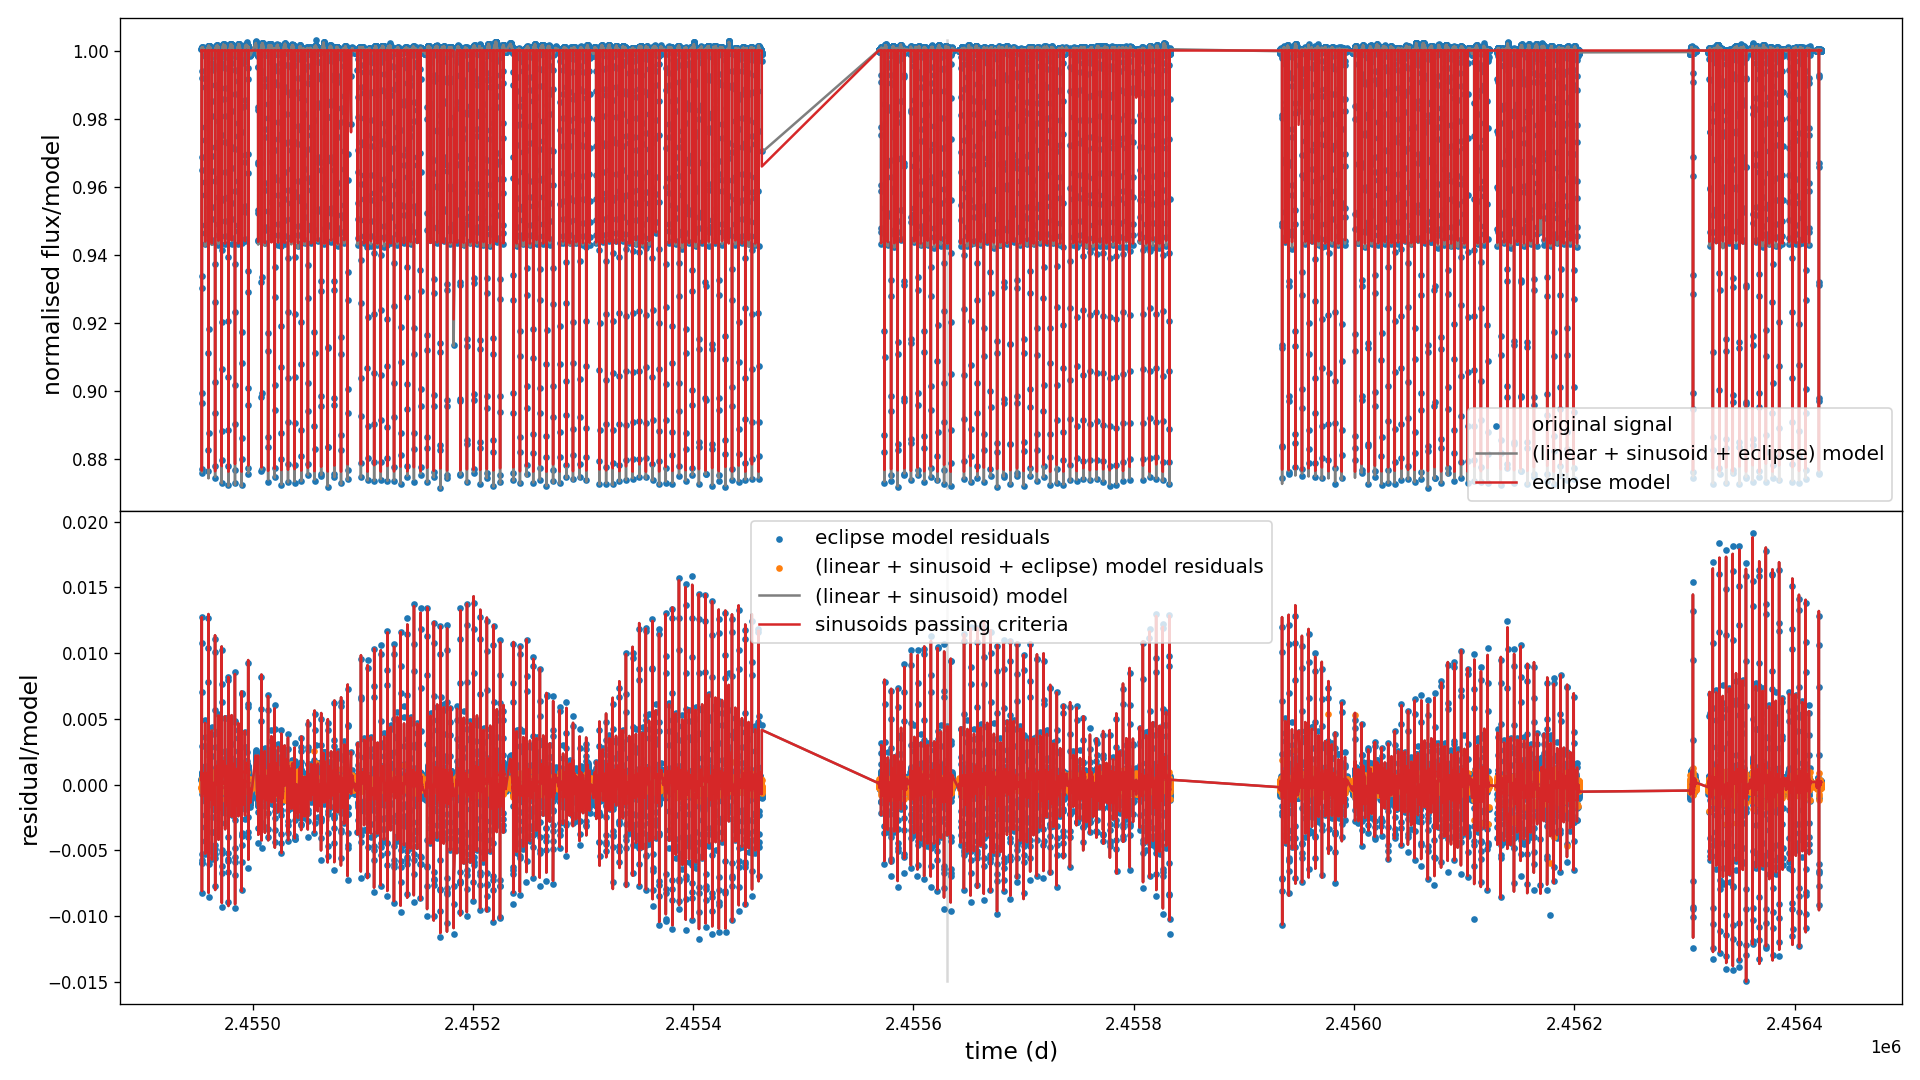 1.00
0.98
0.96
0.94
0.92
0.90
0.88
normalised flux/model
original signal
(linear + sinusoid + eclipse) model
eclipse model
0.020
0.015
0.010
0.005
0.000
−0.005
−0.010
−0.015
residual/model
eclipse model residuals
(linear + sinusoid + eclipse) model residuals
(linear + sinusoid) model
sinusoids passing criteria
2.4550
2.4552
2.4554
2.4556
2.4558
2.4560
2.4562
2.4564
1e6
time (d)